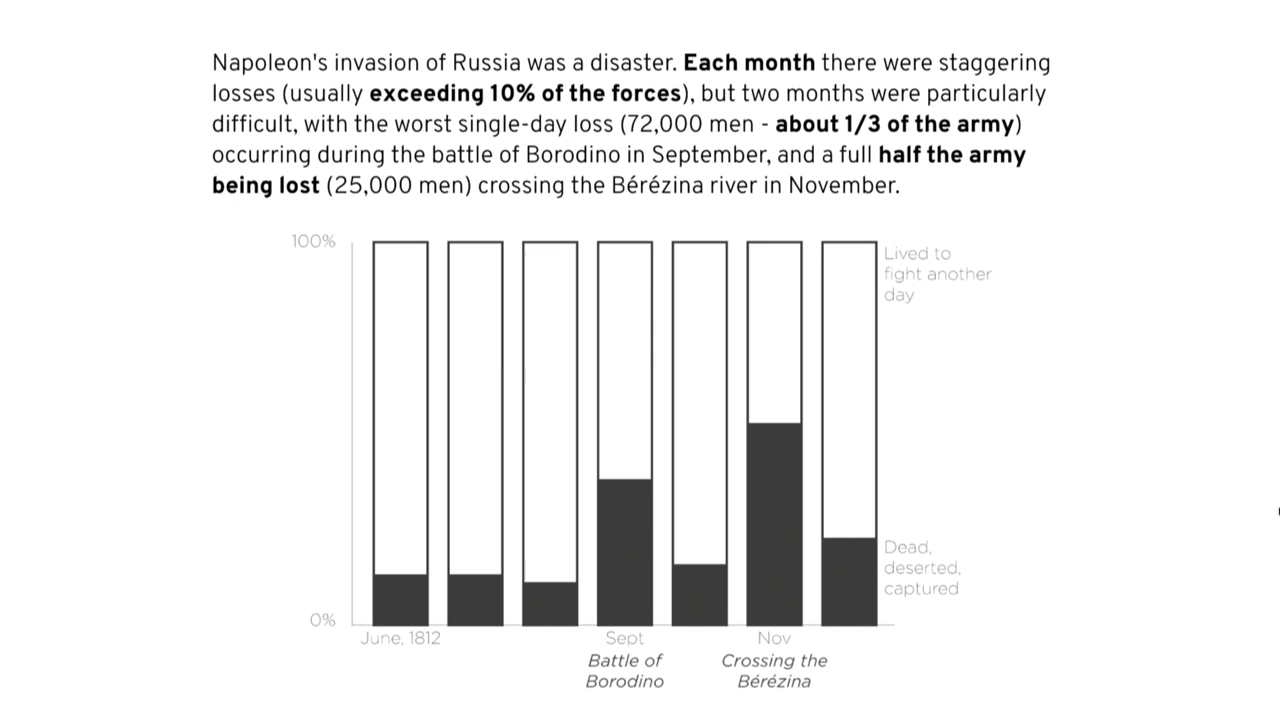 Napoleon's invasion of Russia was a disaster. Each month there were staggering
losses (usually exceeding 10% of the forces), but two months were particularly
difficult, with the worst single-day loss (72,000 men - about 1/3 of the army)
occurring during the battle of Borodino in September, and a full half the army
being lost (25,000 men) crossing the Bérézina river in November.
100%
Lived to
fight another
day
Dead,
deserted,
captured
0%
June, 1812
Sept
Battle of
Borodino
Nov
Crossing the
Bérézina